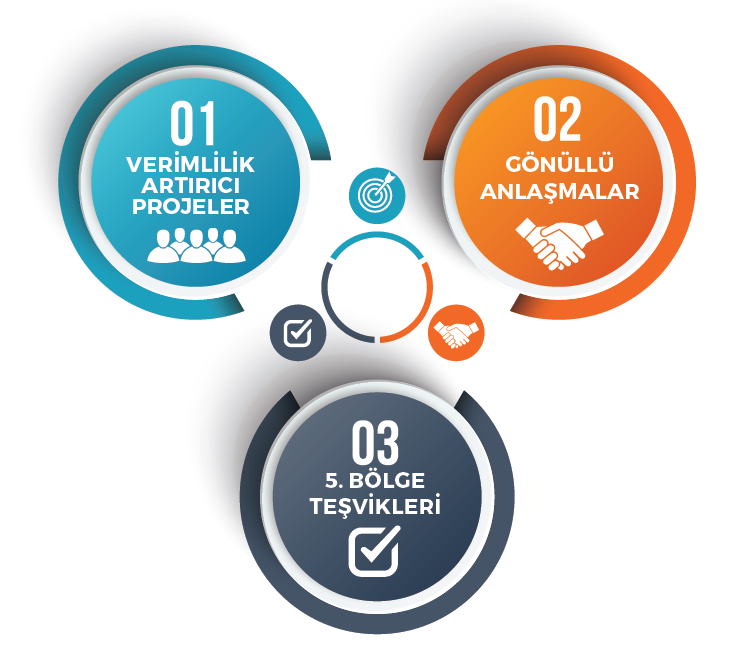 01
VERİMLİLİK
ARTIRICI
PROJELER
02
GÖNÜLLÜ
ANLAŞMALAR
03
5. BÖLGE
TEŞVİKLERİ